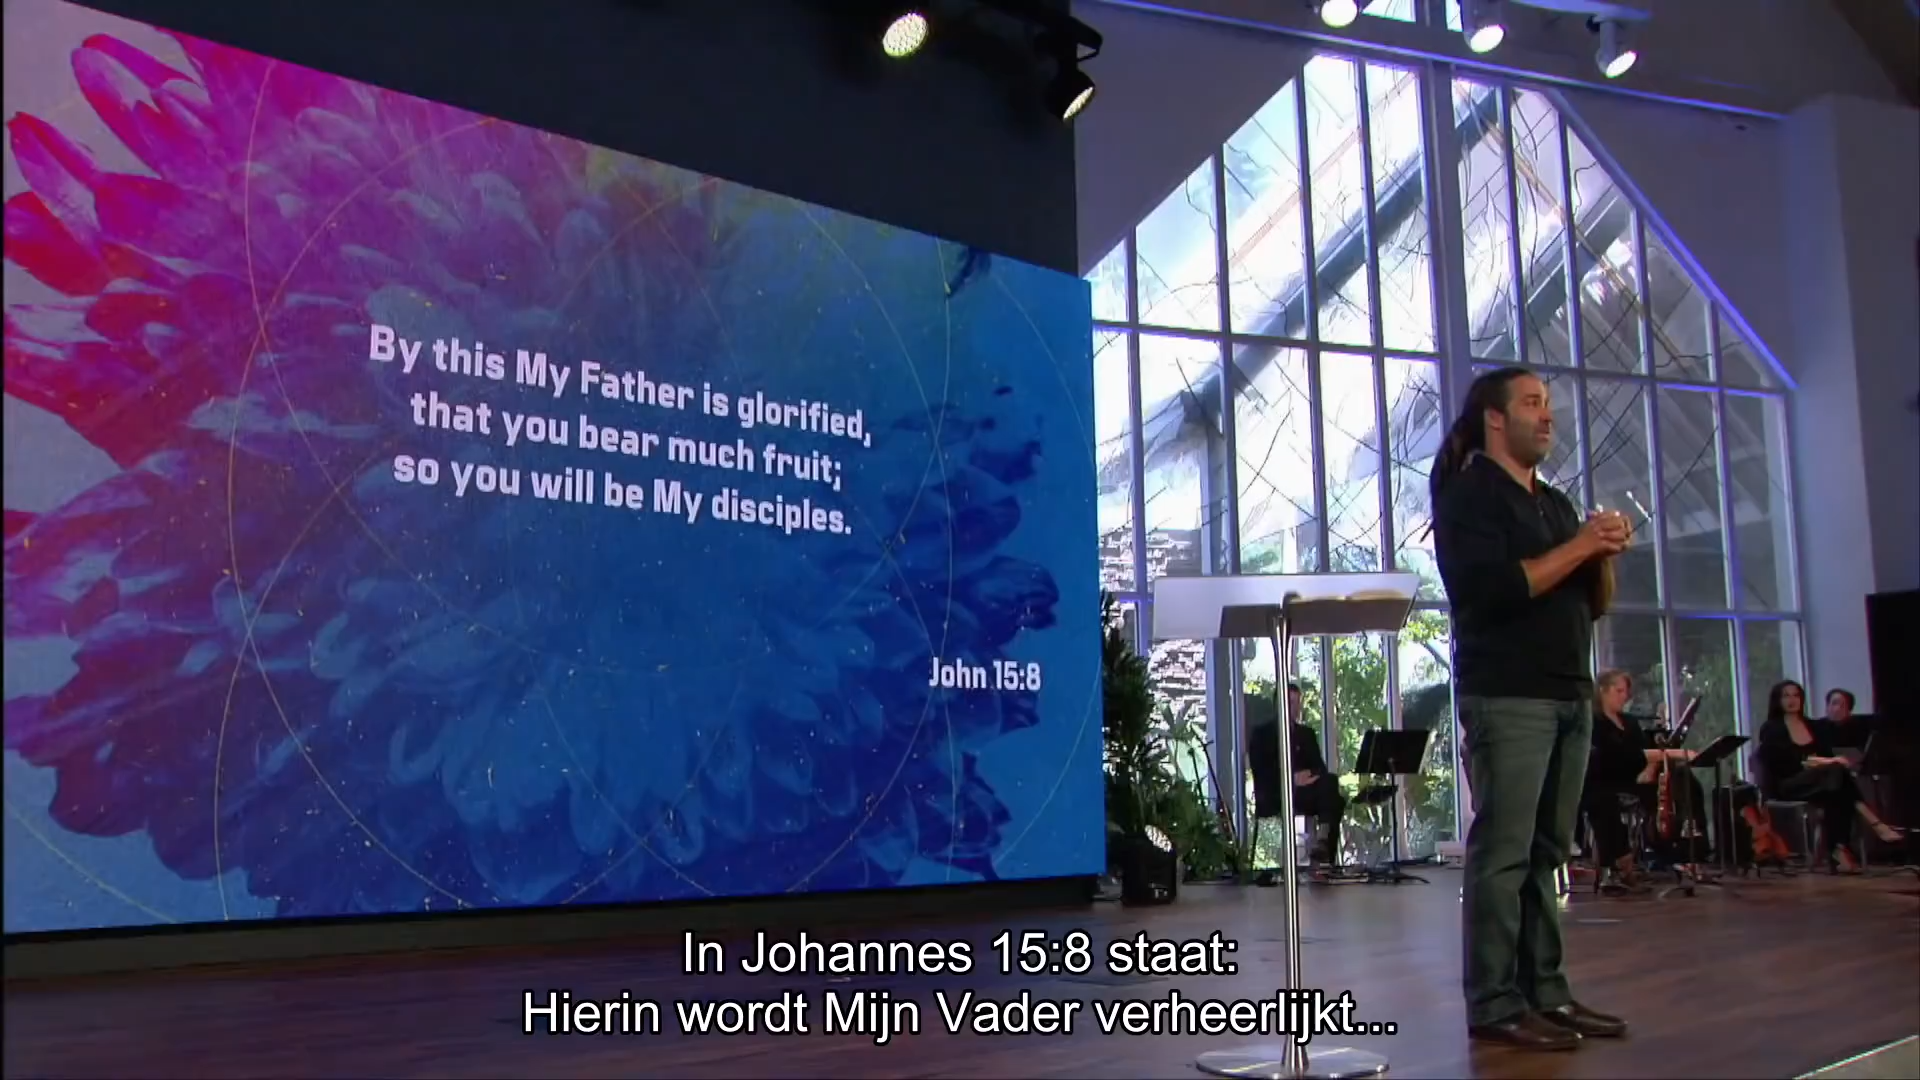 By this My Father is glorified,
that you bear much fruit;
so you will be My disciples.
John 15:8
In Johannes 15:8 staat:
Hierin wordt Mijn Vader verheerlijkt...